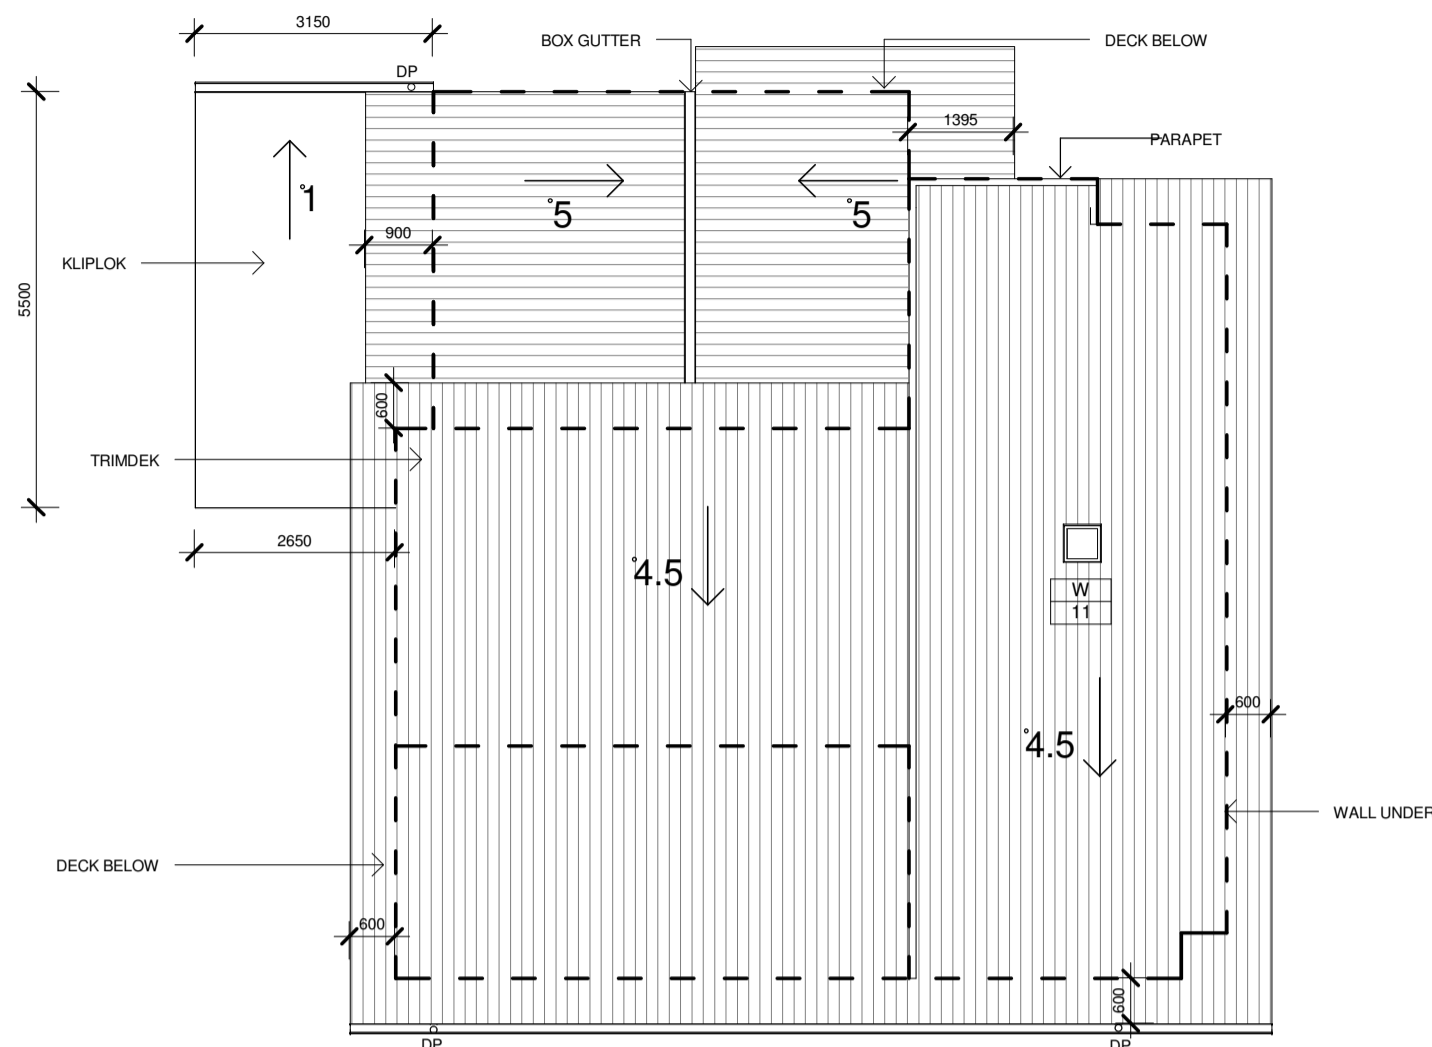 3150
BOX GUTTER
DECK BELOW
DP
1395
PARAPET
°1
°5
°5
900
KLIPLOK
5500
600
TRIMDEK
2650
°4.5
W
11
600
°4.5
WALL UNDER
DECK BELOW
600
600
DP
DP